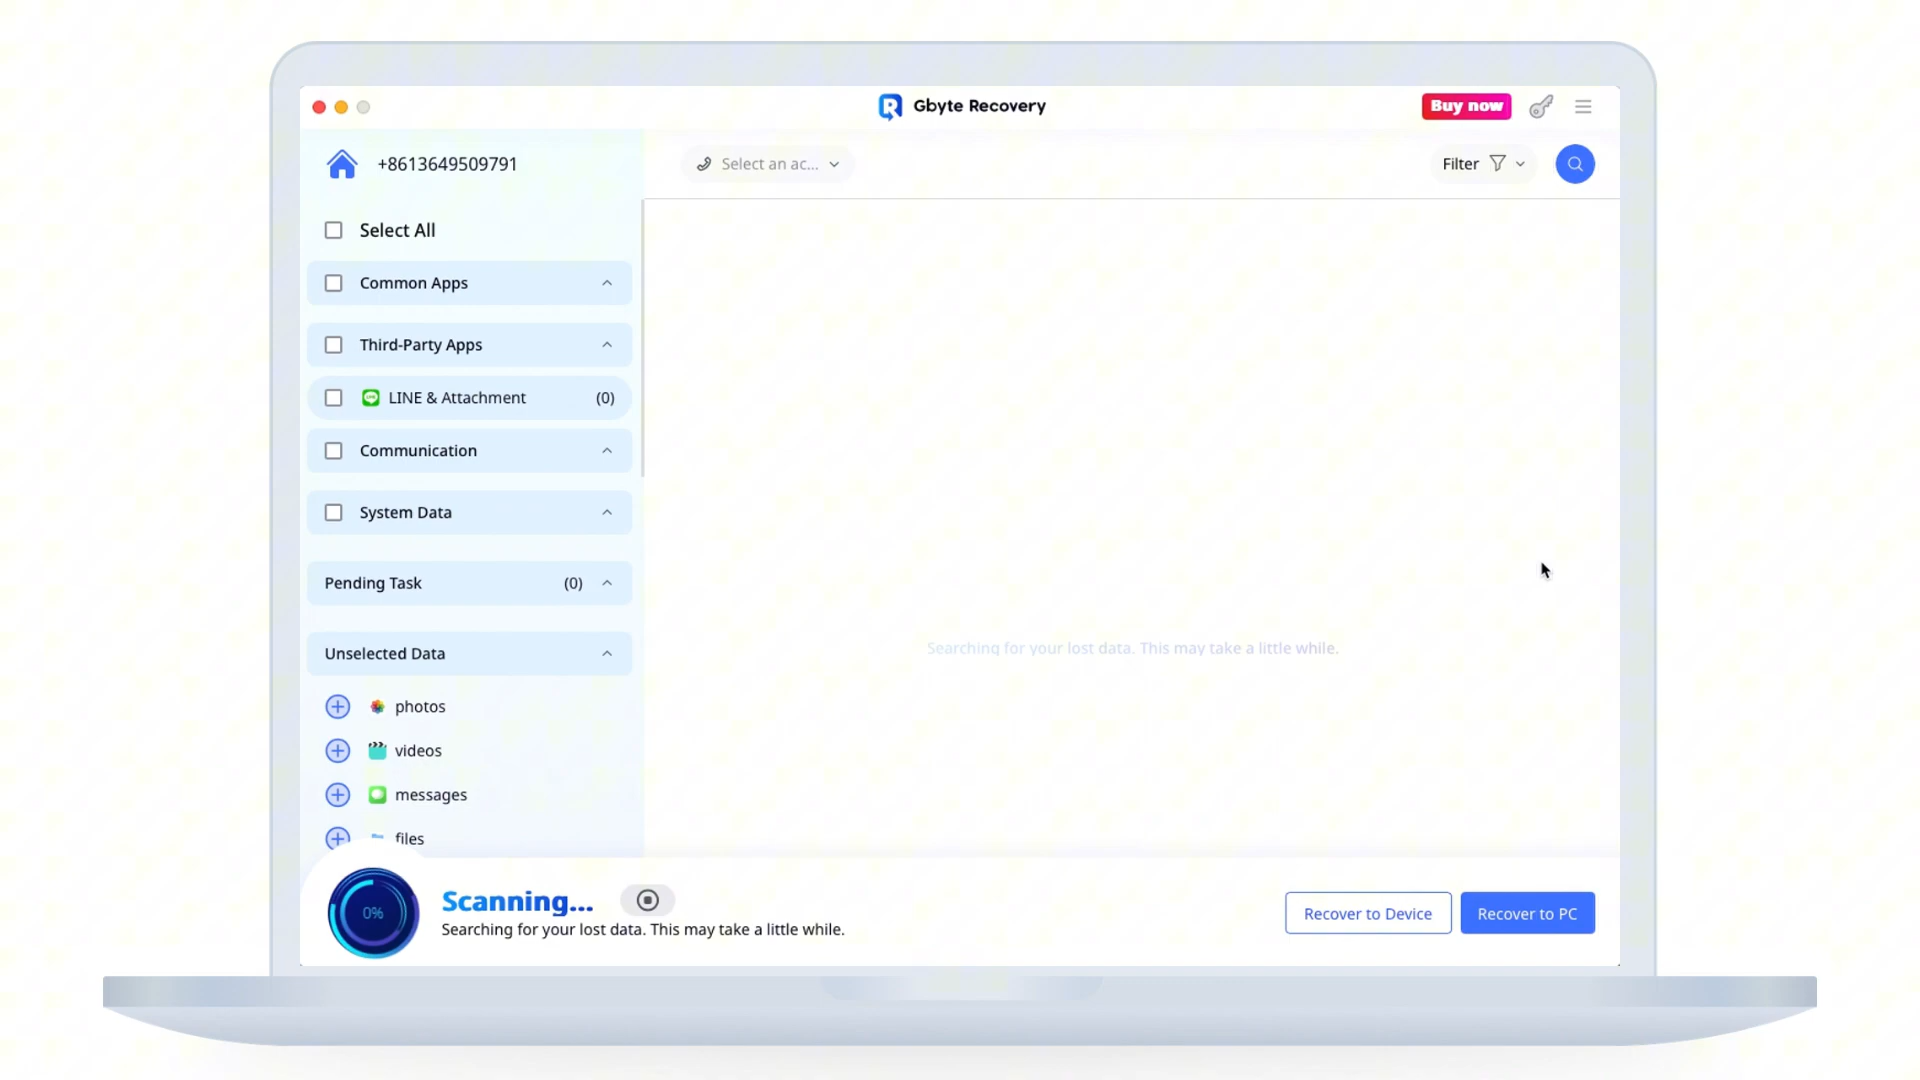 Gbyte Recovery
Buy now
+8613649509791
Select an ac...
Filter
Select All
Common Apps
Third-Party Apps
LINE & Attachment (0)
Communication
System Data
Pending Task (0)
Unselected Data
photos
videos
messages
files
Searching for your lost data. This may take a little while.
0%
Scanning...
Searching for your lost data. This may take a little while.
Recover to Device
Recover to PC